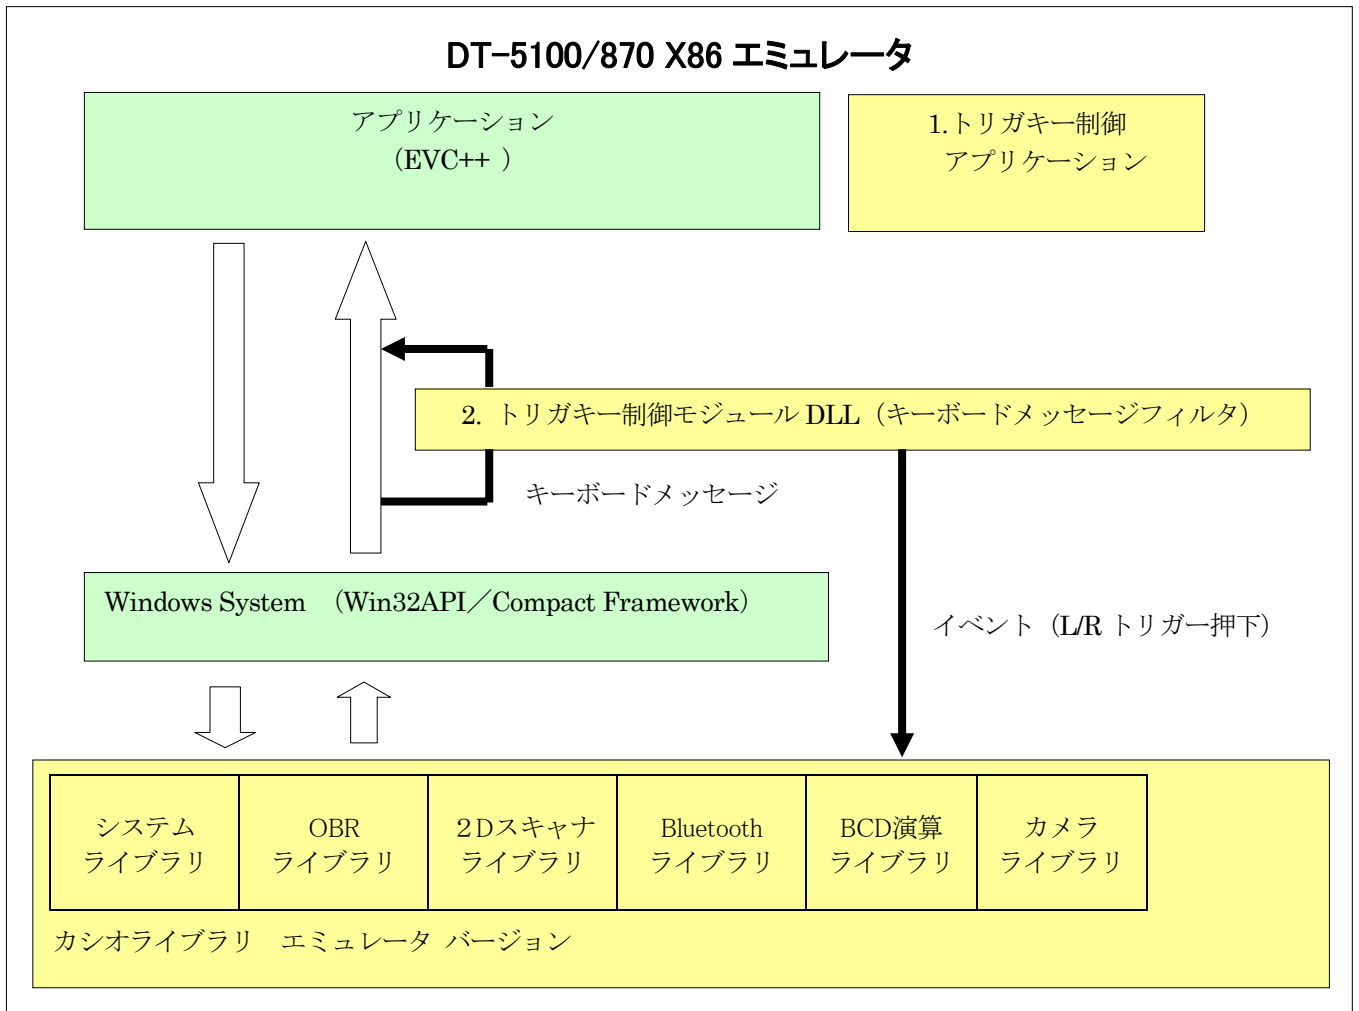 DT-5100/870 X86 エミュレータ
アプリケーション
（EVC++ ）
1.トリガキー制御
アプリケーション
2. トリガキー制御モジュール DLL（キーボードメッセージフィルタ）
キーボードメッセージ
Windows System （Win32API／Compact Framework）
イベント（L/R トリガー押下）
システム
ライブラリ
OBR
ライブラリ
２Dスキャナ
ライブラリ
Bluetooth
ライブラリ
BCD演算
ライブラリ
カメラ
ライブラリ
カシオライブラリ　エミュレータ バージョン